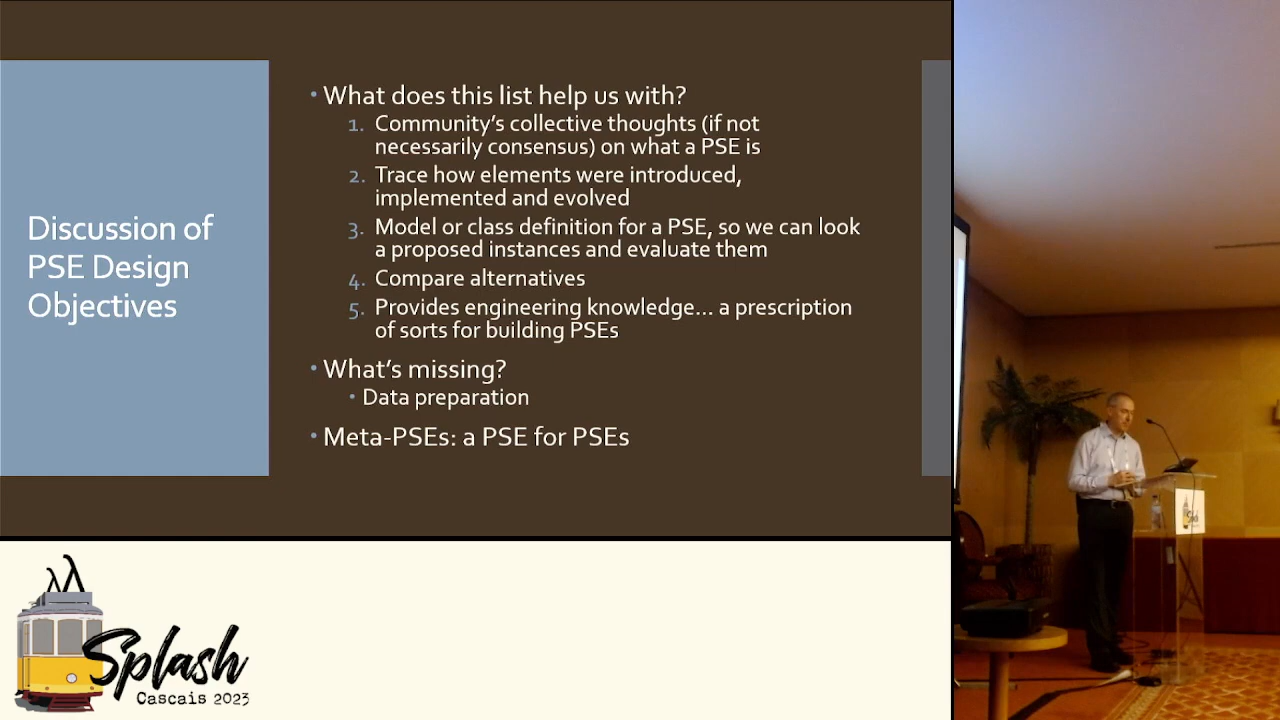 Discussion of
PSE Design
Objectives
• What does this list help us with?
1. Community's collective thoughts (if not
necessarily consensus) on what a PSE is
2. Trace how elements were introduced,
implemented and evolved
3. Model or class definition for a PSE, so we can look
a proposed instances and evaluate them
4. Compare alternatives
5. Provides engineering knowledge... a prescription
of sorts for building PSEs
• What's missing?
• Data preparation
• Meta-PSEs: a PSE for PSEs
Splash
Cascais 2023